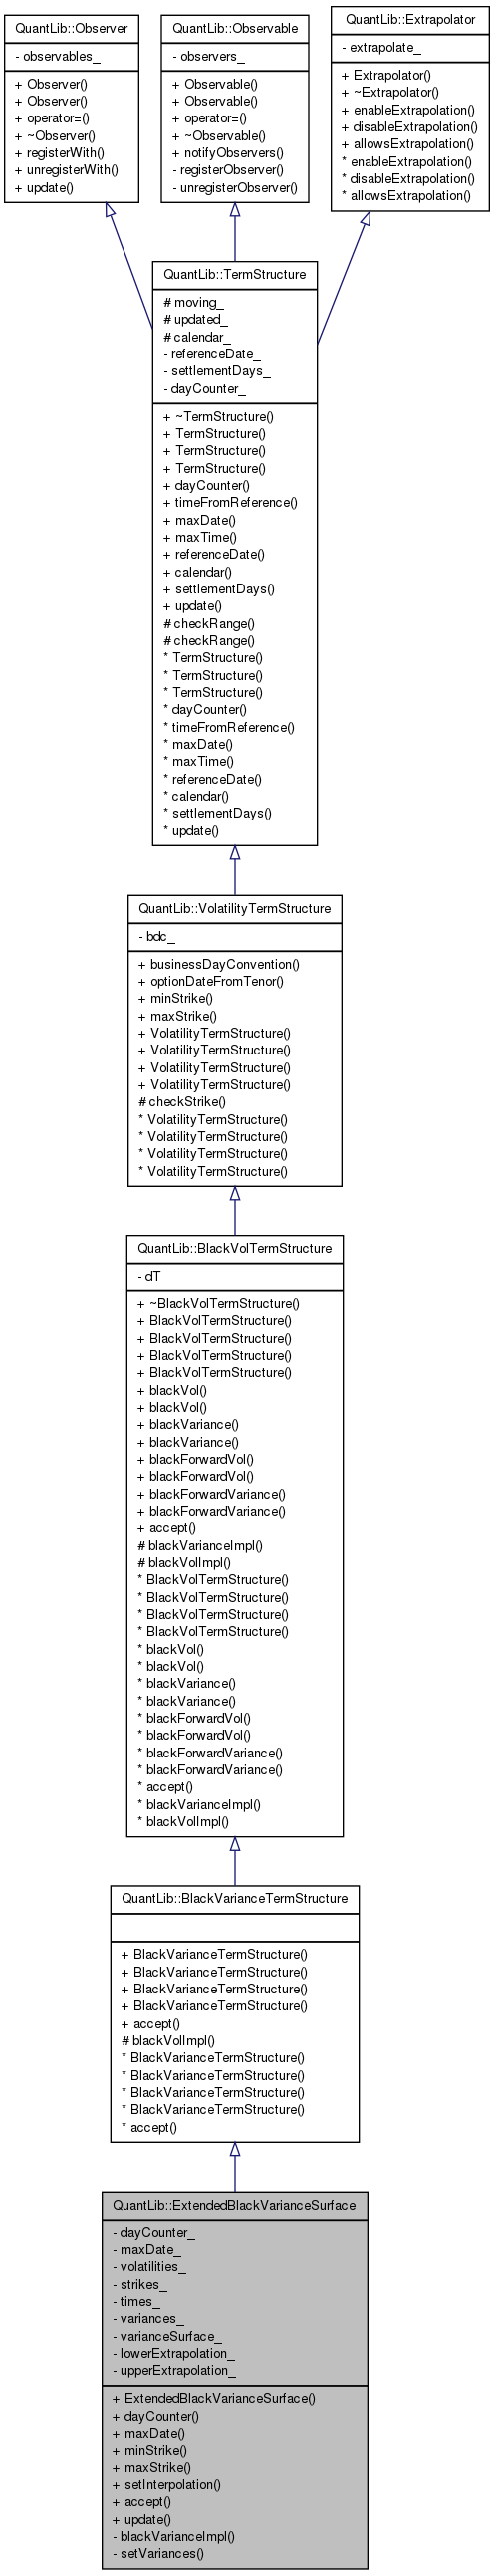 QuantLib::Observer
- observables_
+ Observer()
+ Observer()
+ operator=()
+ ~Observer()
+ registerWith()
+ unregisterWith()
+ update()
QuantLib::Observable
- observers_
+ Observable()
+ Observable()
+ operator=()
+ ~Observable()
+ notifyObservers()
- registerObserver()
- unregisterObserver()
QuantLib::Extrapolator
- extrapolate_
+ Extrapolator()
+ ~Extrapolator()
+ enableExtrapolation()
+ disableExtrapolation()
+ allowsExtrapolation()
* enableExtrapolation()
* disableExtrapolation()
* allowsExtrapolation()
QuantLib::TermStructure
# moving_
# updated_
# calendar_
- referenceDate_
- settlementDays_
- dayCounter_
+ ~TermStructure()
+ TermStructure()
+ TermStructure()
+ TermStructure()
+ dayCounter()
+ timeFromReference()
+ maxDate()
+ maxTime()
+ referenceDate()
+ calendar()
+ settlementDays()
+ update()
# checkRange()
# checkRange()
* TermStructure()
* TermStructure()
* TermStructure()
* dayCounter()
* timeFromReference()
* maxDate()
* maxTime()
* referenceDate()
* calendar()
* settlementDays()
* update()
QuantLib::VolatilityTermStructure
- bdc_
+ businessDayConvention()
+ optionDateFromTenor()
+ minStrike()
+ maxStrike()
+ VolatilityTermStructure()
+ VolatilityTermStructure()
+ VolatilityTermStructure()
+ VolatilityTermStructure()
# checkStrike()
* VolatilityTermStructure()
* VolatilityTermStructure()
* VolatilityTermStructure()
* VolatilityTermStructure()
QuantLib::BlackVolTermStructure
- dT
+ ~BlackVolTermStructure()
+ BlackVolTermStructure()
+ BlackVolTermStructure()
+ BlackVolTermStructure()
+ BlackVolTermStructure()
+ blackVol()
+ blackVol()
+ blackVariance()
+ blackVariance()
+ blackForwardVol()
+ blackForwardVol()
+ blackForwardVariance()
+ blackForwardVariance()
+ accept()
# blackVarianceImpl()
# blackVolImpl()
* BlackVolTermStructure()
* BlackVolTermStructure()
* BlackVolTermStructure()
* BlackVolTermStructure()
* blackVol()
* blackVol()
* blackVariance()
* blackVariance()
* blackForwardVol()
* blackForwardVol()
* blackForwardVariance()
* blackForwardVariance()
* accept()
* blackVarianceImpl()
* blackVolImpl()
QuantLib::BlackVarianceTermStructure
+ BlackVarianceTermStructure()
+ BlackVarianceTermStructure()
+ BlackVarianceTermStructure()
+ BlackVarianceTermStructure()
+ accept()
# blackVolImpl()
* BlackVarianceTermStructure()
* BlackVarianceTermStructure()
* BlackVarianceTermStructure()
* BlackVarianceTermStructure()
* accept()
QuantLib::ExtendedBlackVarianceSurface
- dayCounter_
- maxDate_
- volatilities_
- strikes_
- times_
- variances_
- varianceSurface_
- lowerExtrapolation_
- upperExtrapolation_
+ ExtendedBlackVarianceSurface()
+ dayCounter()
+ maxDate()
+ minStrike()
+ maxStrike()
+ setInterpolation()
+ accept()
+ update()
- blackVarianceImpl()
- setVariances()